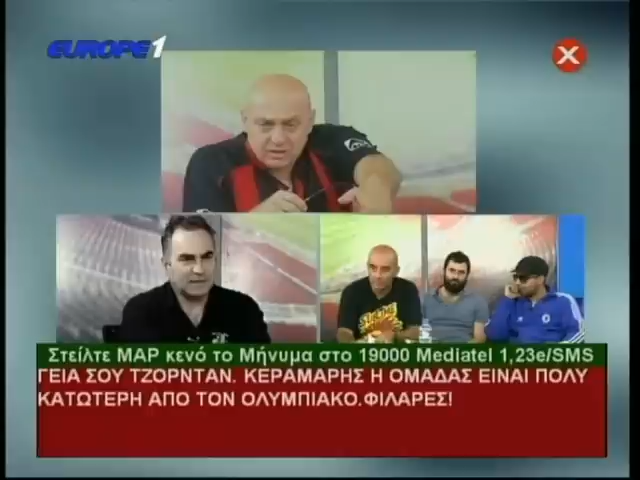 EUROPE1
X
Στείλτε ΜΑΡ κενό το Μήνυμα στο 19000 Mediatel 1,23e/SMS
ΓΕΙΑ ΣΟΥ ΤΖΟΡΝΤΑΝ. ΚΕΡΑΜΑΡΗΣ Η ΟΜΑΔΑΣ ΕΙΝΑΙ ΠΟΛΥ
ΚΑΤΩΤΕΡΗ ΑΠΟ ΤΟΝ ΟΛΥΜΠΙΑΚΟ.ΦΙΛΑΡΕΣ!